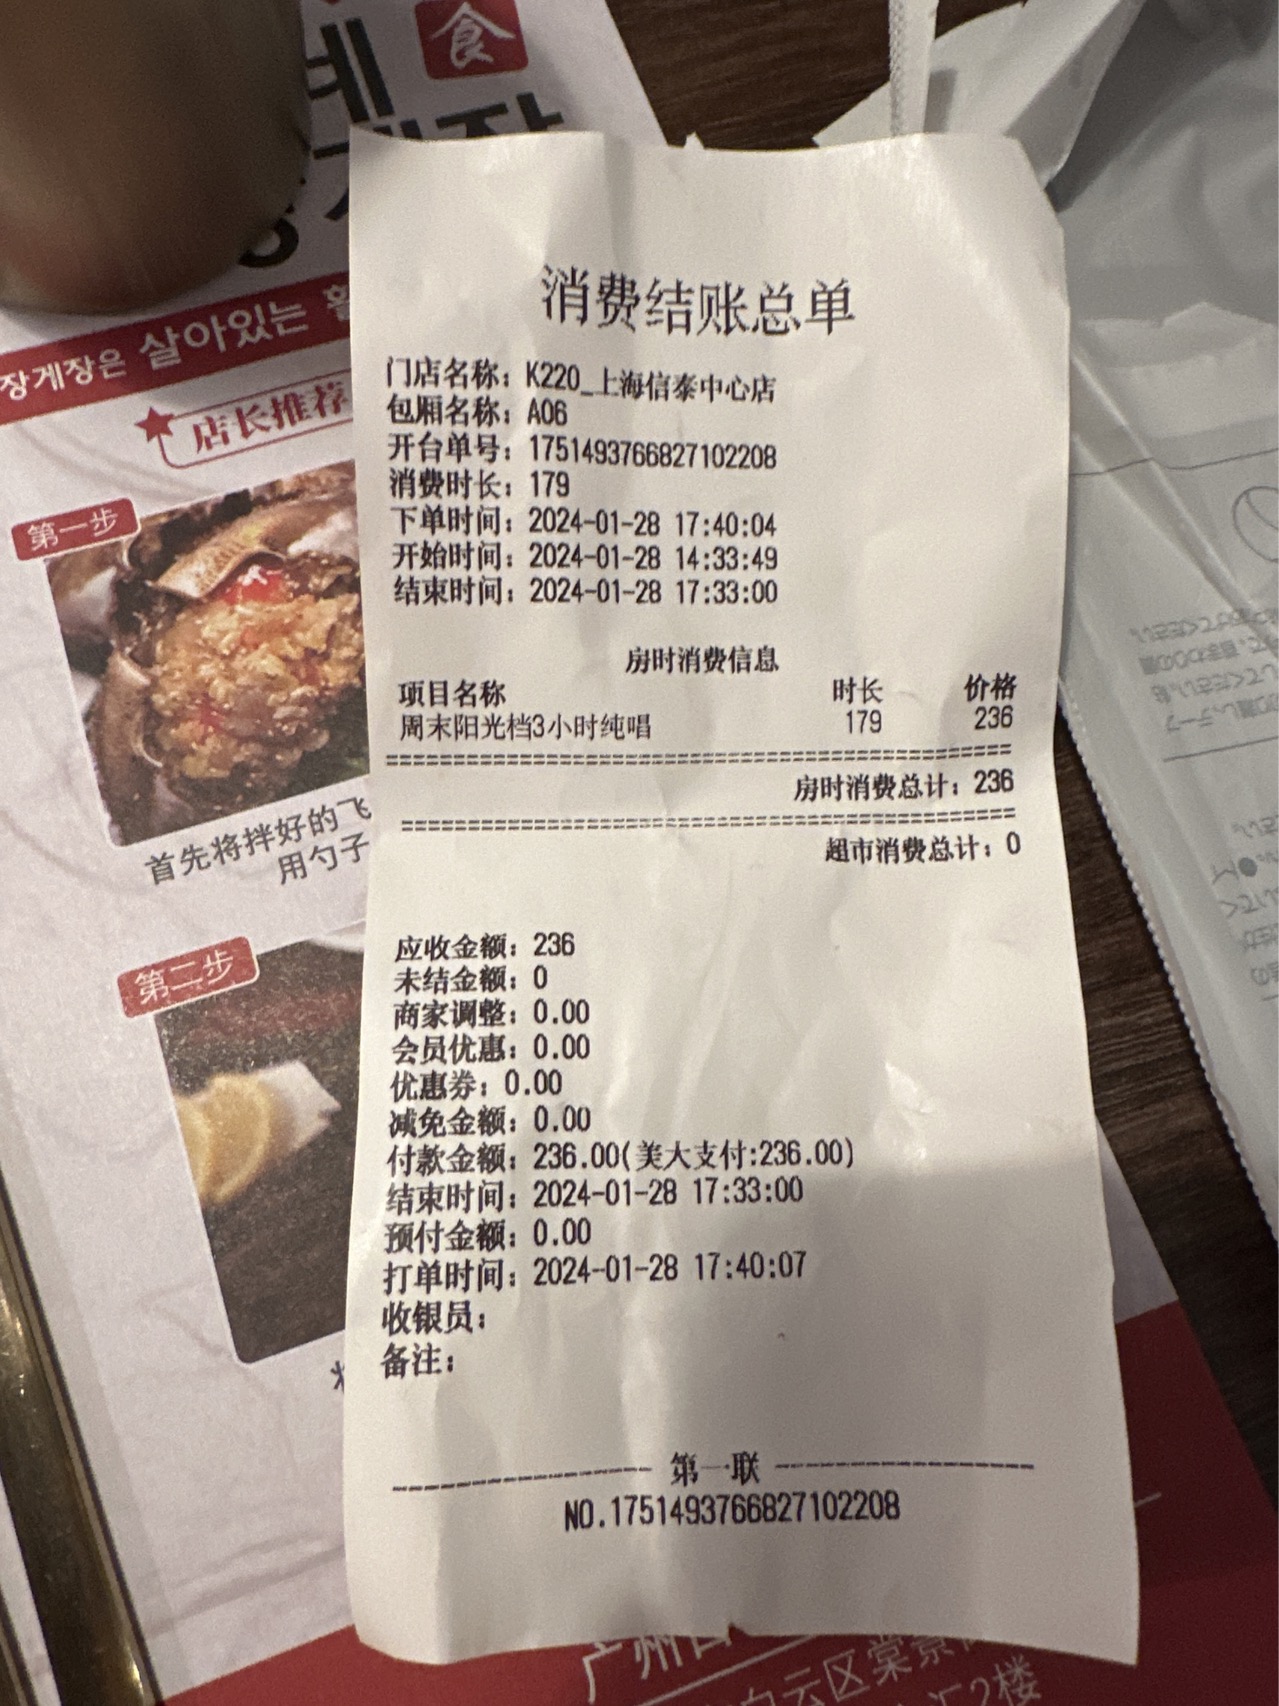 食
게
살아있는
장게장은
店长推荐
第一步
首先将拌好的飞
用勺子
第二步
消费结账总单
门店名称：K220_上海信泰中心店
包厢名称：A06
开台单号：1751493766827102208
消费时长：179
下单时间：2024-01-28 17:40:04
开始时间：2024-01-28 14:33:49
结束时间：2024-01-28 17:33:00
房时消费信息
项目名称 时长 价格
周末阳光档3小时纯唱 179 236
==================================================
房时消费总计：236
==================================================
超市消费总计：0
应收金额：236
未结金额：0
商家调整：0.00
会员优惠：0.00
优惠券：0.00
减免金额：0.00
付款金额：236.00(美大支付:236.00)
结束时间：2024-01-28 17:33:00
预付金额：0.00
打单时间：2024-01-28 17:40:07
收银员：
备注：
-------------------- 第一联 --------------------
NO.1751493766827102208
广州
白云区棠景
汇2楼